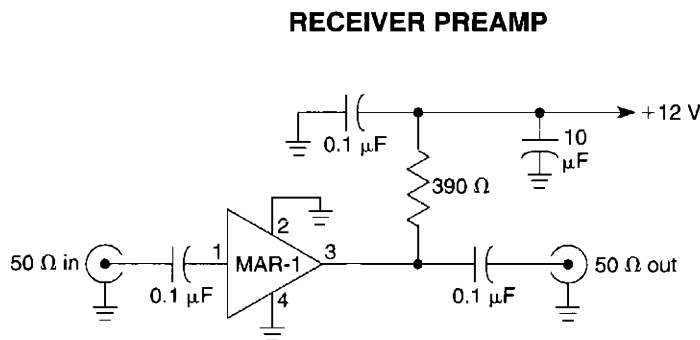 RECEIVER PREAMP
+12 V
0.1 µF
10
µF
390 Ω
2
50 Ω in
1
MAR-1
3
50 Ω out
0.1 µF
4
0.1 µF